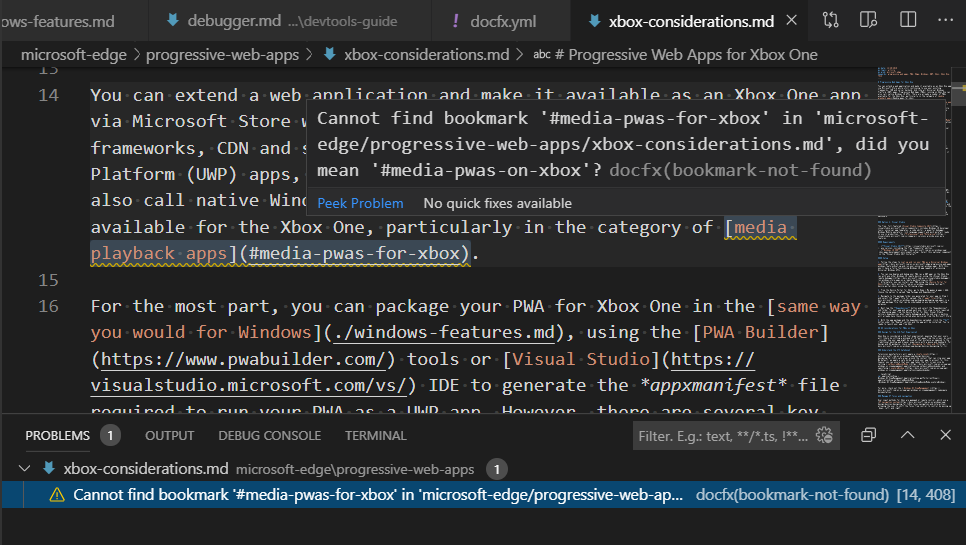 ows-features.md debugger.md ...\devtools-guide ! docfx.yml xbox-considerations.md
microsoft-edge > progressive-web-apps > xbox-considerations.md > abc # Progressive Web Apps for Xbox One
13
14 You can extend a web application and make it available as an Xbox One app
via Microsoft Store
frameworks, CDN and
Platform (UWP) apps,
also call native
available for the Xbox One, particularly in the category of [media
playback apps](#media-pwas-for-xbox).
Cannot find bookmark '#media-pwas-for-xbox' in 'microsoft-
edge/progressive-web-apps/xbox-considerations.md', did you
mean '#media-pwas-on-xbox'? docfx(bookmark-not-found)
Peek Problem No quick fixes available
15
16 For the most part, you can package your PWA for Xbox One in the [same way
you would for Windows](./windows-features.md), using the [PWA Builder]
(https://www.pwabuilder.com/) tools or [Visual Studio](https://
visualstudio.microsoft.com/vs/) IDE to generate the *appxmanifest* file
required to run your PWA as a UWP app. However, there are several key
PROBLEMS 1 OUTPUT DEBUG CONSOLE TERMINAL Filter. E.g.: text, **/*.ts, !**...
xbox-considerations.md microsoft-edge\progressive-web-apps 1
Cannot find bookmark '#media-pwas-for-xbox' in 'microsoft-edge/progressive-web-ap... docfx(bookmark-not-found) [14, 408]